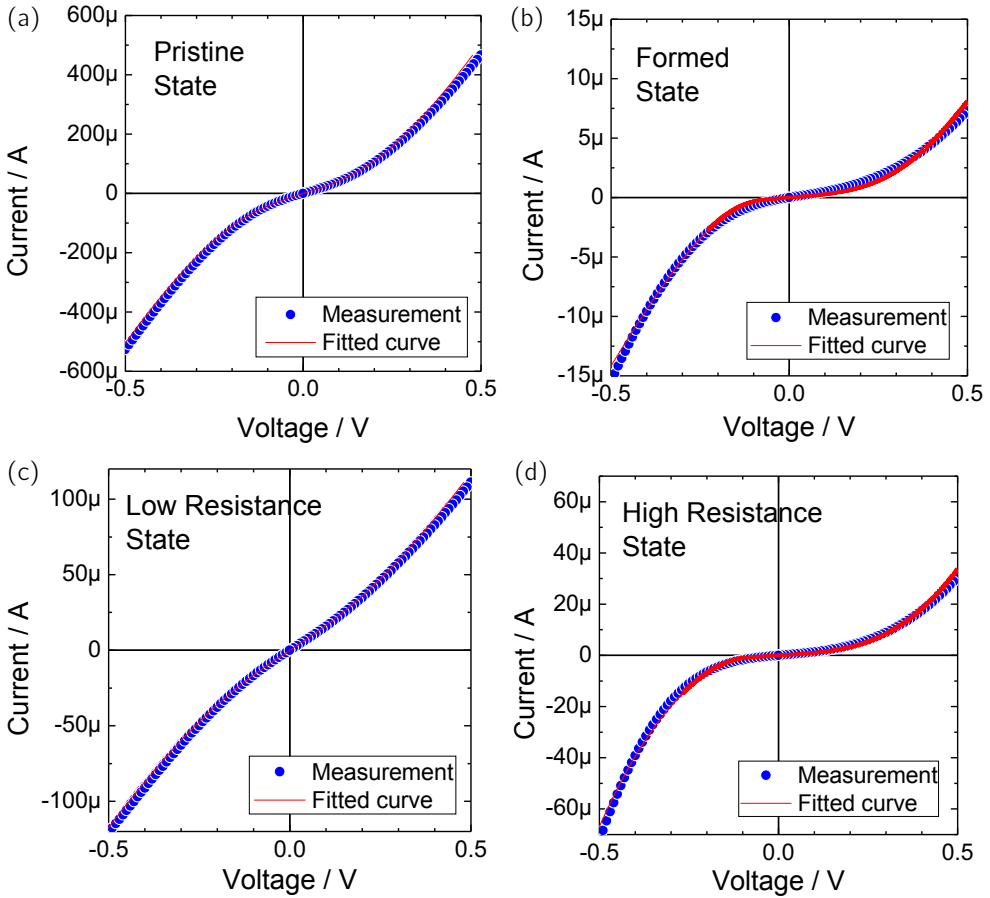 (a)
600μ
400μ
200μ
0
-200μ
-400μ
-600μ
Current / A
Pristine
State
Measurement
Fitted curve
-0.5
0.0
0.5
Voltage / V
(b)
15μ
10μ
5μ
0
-5μ
-10μ
-15μ
Current / A
Formed
State
Measurement
Fitted curve
-0.5
0.0
0.5
Voltage / V
(c)
100μ
50μ
0
-50μ
-100μ
Current / A
Low Resistance
State
Measurement
Fitted curve
-0.5
0.0
0.5
Voltage / V
(d)
60μ
40μ
20μ
0
-20μ
-40μ
-60μ
Current / A
High Resistance
State
Measurement
Fitted curve
-0.5
0.0
0.5
Voltage / V